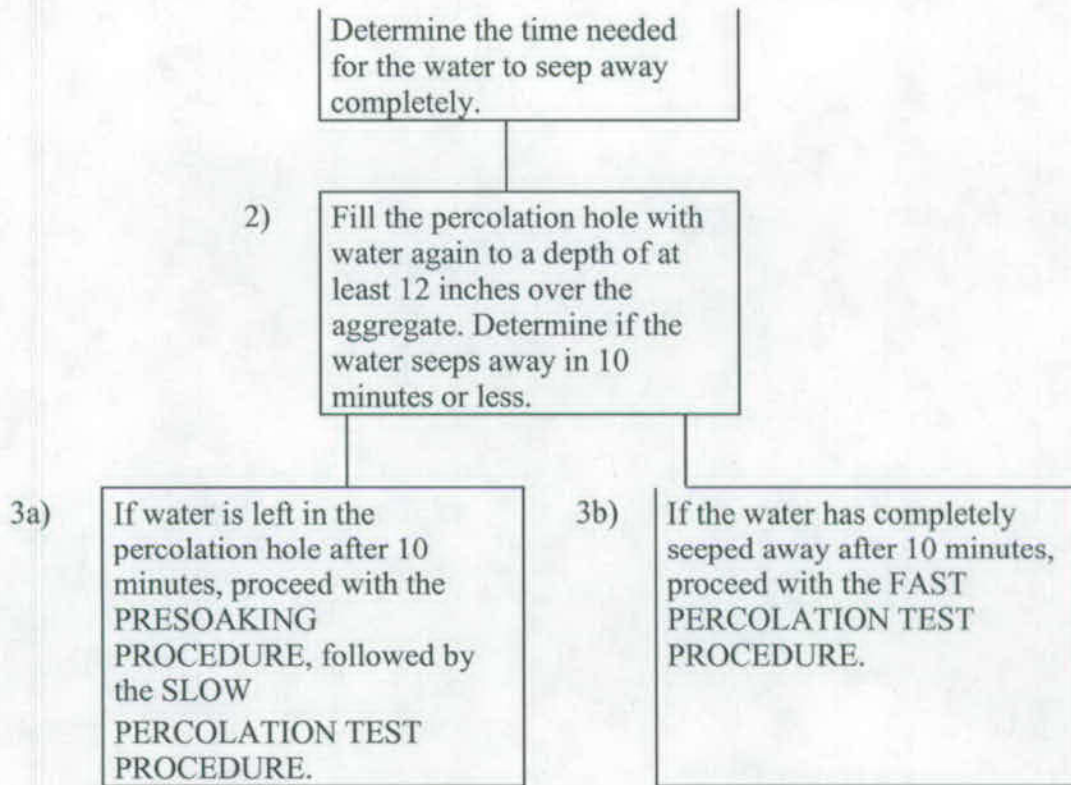 Determine the time needed
for the water to seep away
completely.
2)
Fill the percolation hole with
water again to a depth of at
least 12 inches over the
aggregate. Determine if the
water seeps away in 10
minutes or less.
3a)
If water is left in the
percolation hole after 10
minutes, proceed with the
PRESOAKING
PROCEDURE, followed by
the SLOW
PERCOLATION TEST
PROCEDURE.
3b)
If the water has completely
seeped away after 10 minutes,
proceed with the FAST
PERCOLATION TEST
PROCEDURE.